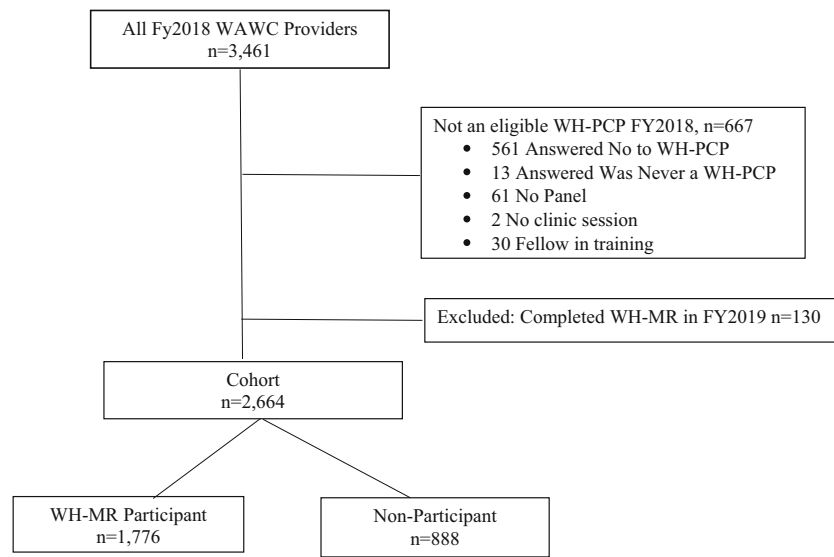 All Fy2018 WAWC Providers
n=3,461
Not an eligible WH-PCP FY2018, n=667
• 561 Answered No to WH-PCP
• 13 Answered Was Never a WH-PCP
• 61 No Panel
• 2 No clinic session
• 30 Fellow in training
Excluded: Completed WH-MR in FY2019 n=130
Cohort
n=2,664
WH-MR Participant
n=1,776
Non-Participant
n=888